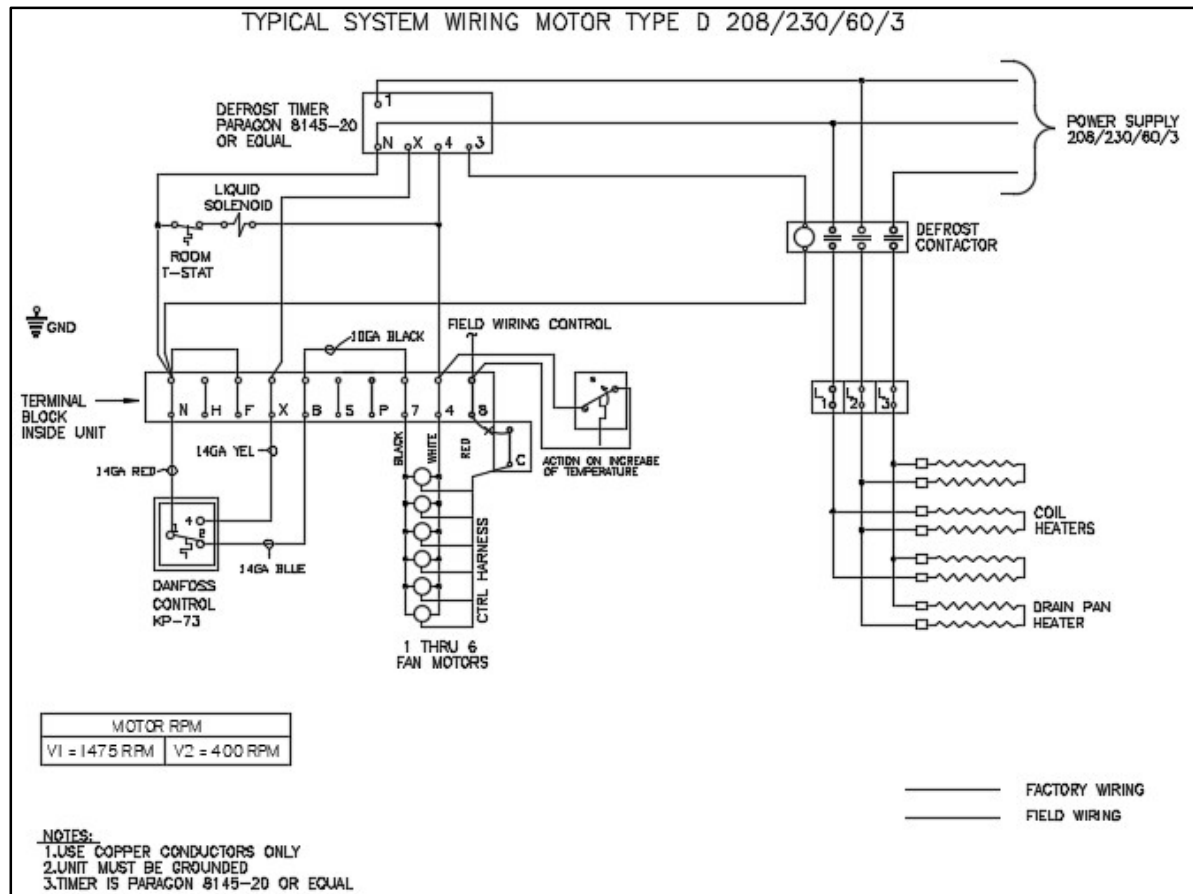 TYPICAL SYSTEM WIRING MOTOR TYPE D 208/230/60/3
DEFROST TIMER
PARAGON 8145-20
OR EQUAL
1
N X 4 3
POWER SUPPLY
208/230/60/3
LIQUID
SOLENOID
ROOM
T-STAT
DEFROST
CONTACTOR
GND
10GA BLACK
FIELD WIRING CONTROL
TERMINAL
BLOCK
INSIDE UNIT
N H F X B S P 7 4 8
C
L1 L2 L3
14GA RED
14GA YEL
BLACK
WHITE
RED
ACTION ON INCREASE
OF TEMPERATURE
4
1
2
14GA BLUE
DANFOSS
CONTROL
KP-73
CTRL HARNESS
1 THRU 6
FAN MOTORS
COIL
HEATERS
DRAIN PAN
HEATER
MOTOR RPM
V1 = 1475 RPM V2 = 400 RPM
FACTORY WIRING
FIELD WIRING
NOTES:
1.USE COPPER CONDUCTORS ONLY
2.UNIT MUST BE GROUNDED
3.TIMER IS PARAGON 8145-20 OR EQUAL